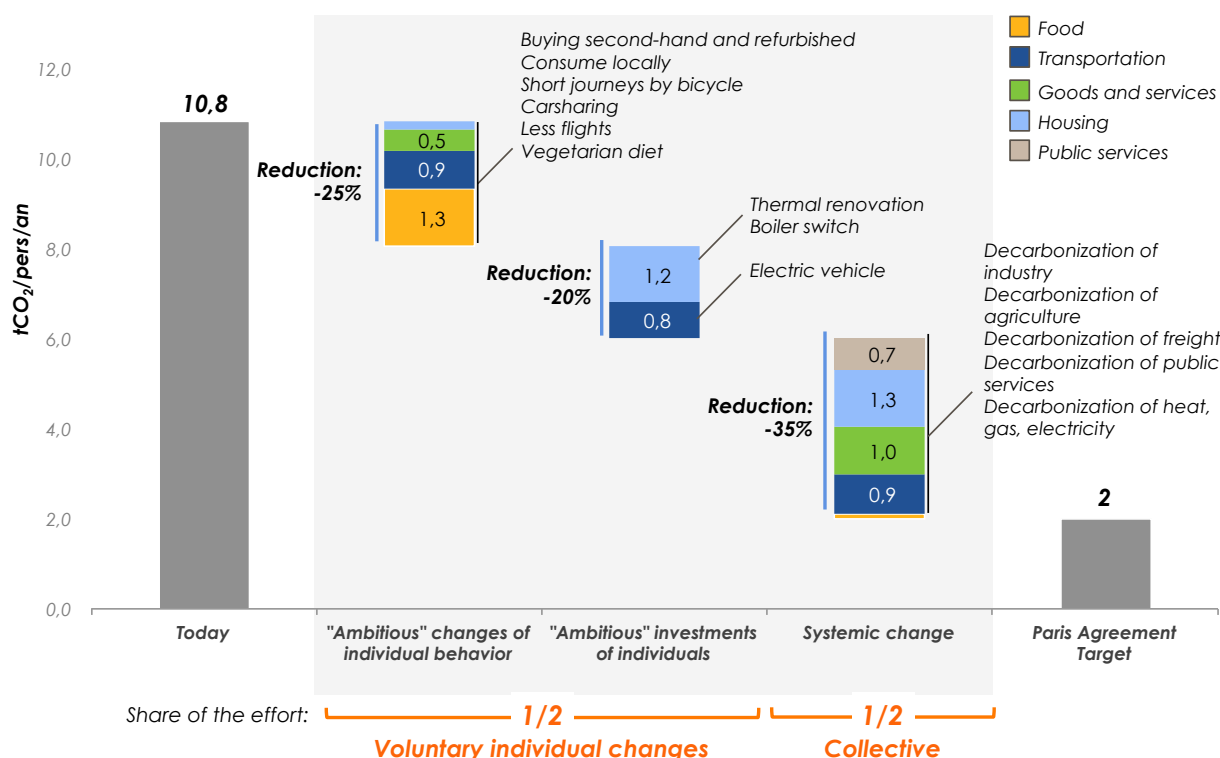 Food
Transportation
Goods and services
Housing
Public services
tCO₂/pers/an
12,0
10,0
8,0
6,0
4,0
2,0
0,0
10,8
Reduction:
-25%
0,5
0,9
1,3
Buying second-hand and refurbished
Consume locally
Short journeys by bicycle
Carsharing
Less flights
Vegetarian diet
Reduction:
-20%
1,2
0,8
Thermal renovation
Boiler switch
Electric vehicle
Reduction:
-35%
0,7
1,3
1,0
0,9
Decarbonization of
industry
Decarbonization of
agriculture
Decarbonization of freight
Decarbonization of public
services
Decarbonization of heat,
gas, electricity
2
Today
"Ambitious" changes of
individual behavior
"Ambitious" investments
of individuals
Systemic change
Paris Agreement
Target
Share of the effort:
1/2
Voluntary individual changes
1/2
Collective